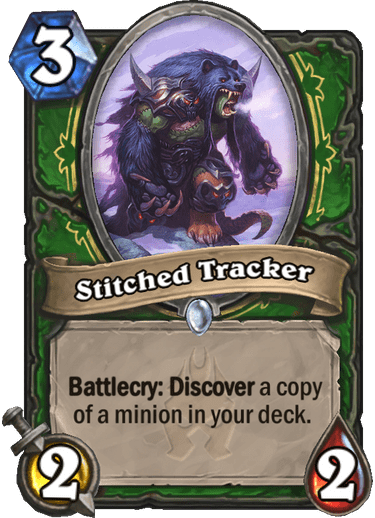 3
Stitched Tracker
Battlecry: Discover a copy
of a minion in your deck.
2
2